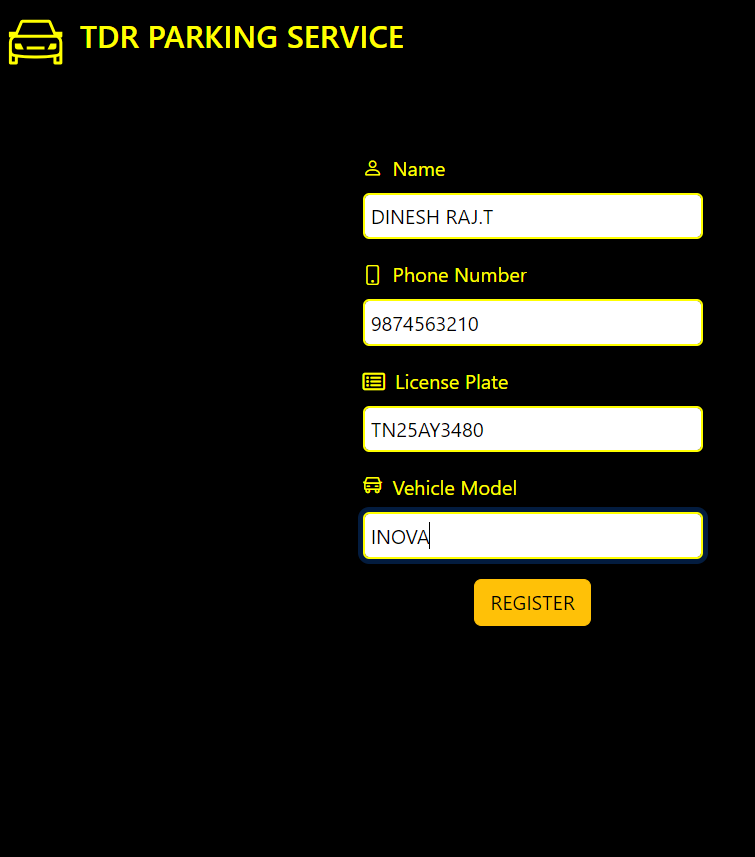 TDR PARKING SERVICE
Name
DINESH RAJ.T
Phone Number
9874563210
License Plate
TN25AY3480
Vehicle Model
INOVA
REGISTER